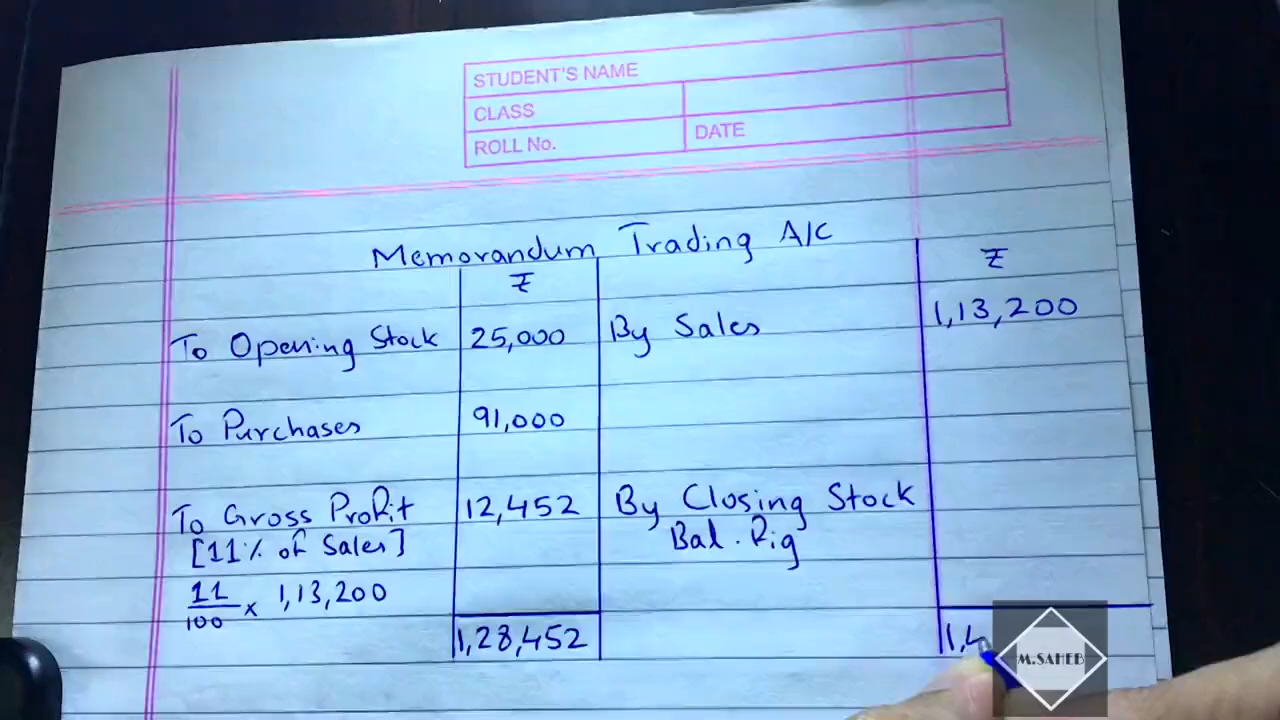 STUDENT'S NAME
CLASS
ROLL No.
DATE
Memorandum Trading A/C
₹ ₹
To Opening Stock 25,000 By Sales 1,13,200
To Purchases 91,000
To Gross Profit 12,452 By Closing Stock
[11% of Sales] Bal. Fig
11/100 x 1,13,200
1,28,452 1,4
M.SAHEB